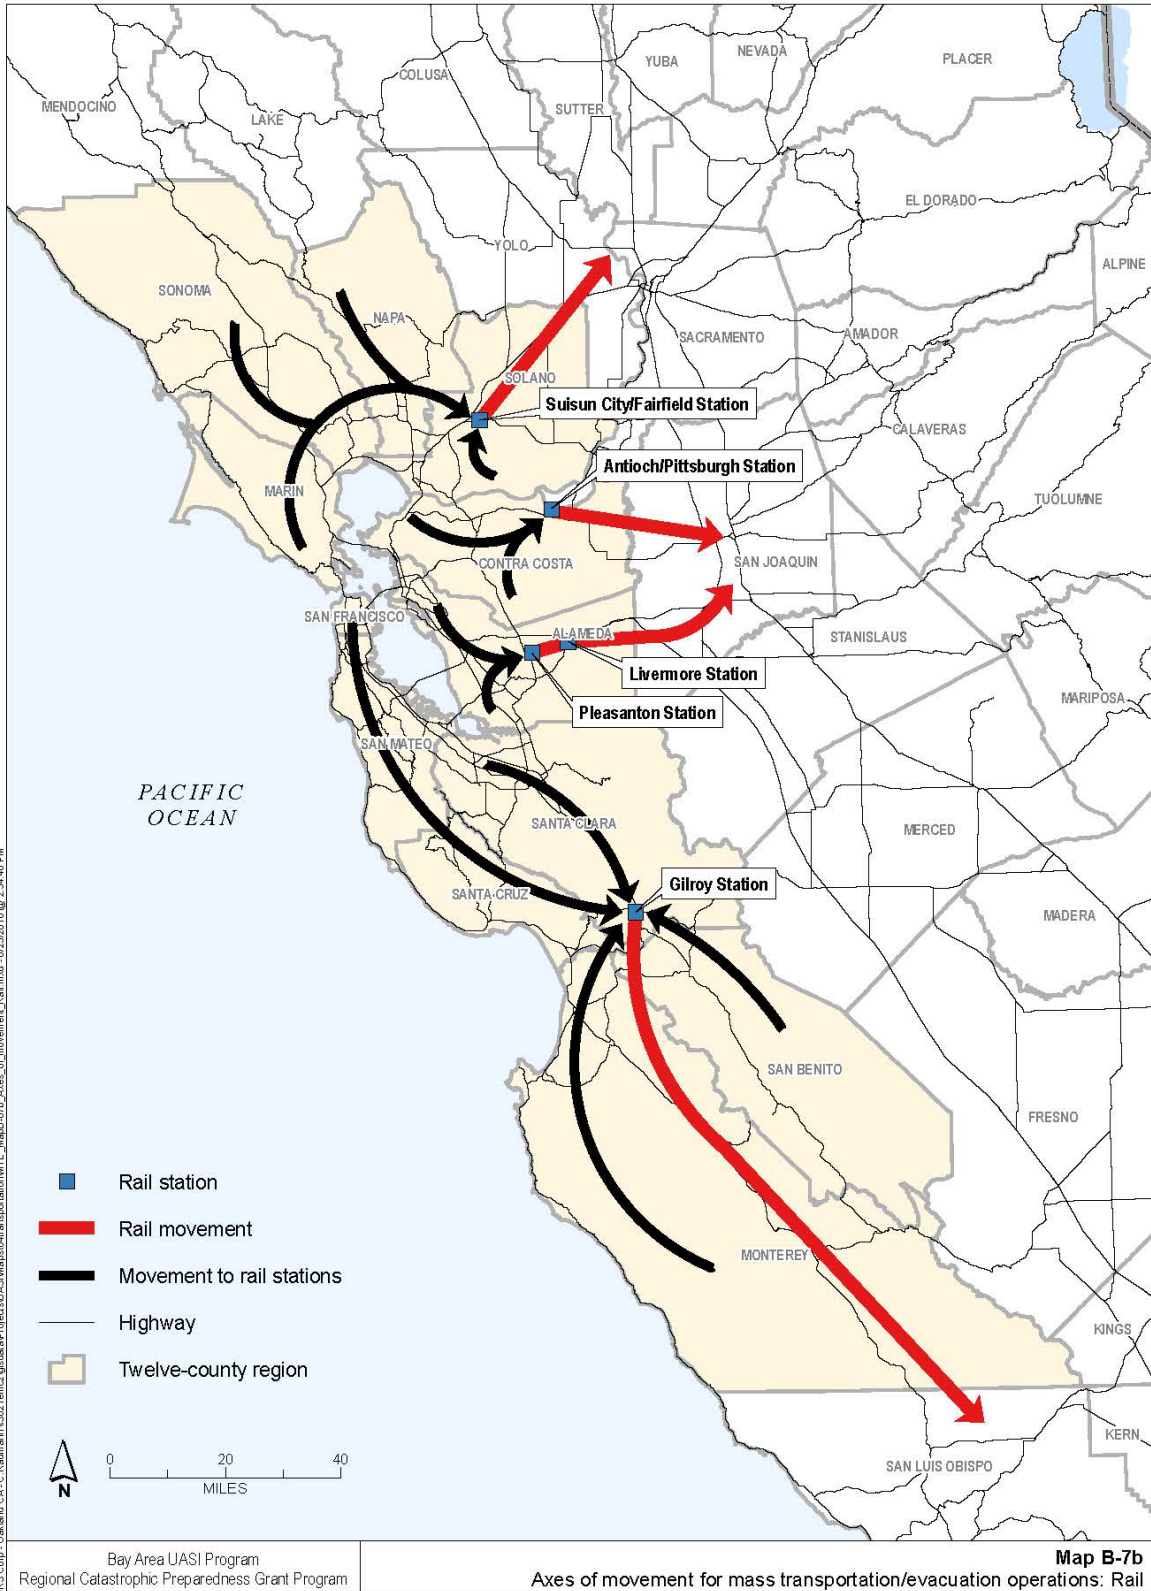 MENDOCINO
LAKE
COLUSA
SUTTER
YUBA
NEVADA
PLACER
YOLO
EL DORADO
ALPINE
SONOMA
NAPA
SACRAMENTO
AMADOR
SOLANO
Suisun City/Fairfield Station
CALAVERAS
Antioch/Pittsburgh Station
TUOLUMNE
MARIN
CONTRA COSTA
SAN JOAQUIN
SAN FRANCISCO
ALAMEDA
STANISLAUS
Livermore Station
MARIPOSA
Pleasanton Station
SAN MATEO
PACIFIC
OCEAN
SANTA CLARA
MERCED
Gilroy Station
SANTA CRUZ
MADERA
SAN BENITO
FRESNO
MONTEREY
KINGS
KERN
SAN LUIS OBISPO
Rail station
Rail movement
Movement to rail stations
Highway
Twelve-county region
N
0 20 40
MILES
Bay Area UASI Program
Regional Catastrophic Preparedness Grant Program
Map B-7b
Axes of movement for mass transportation/evacuation operations: Rail